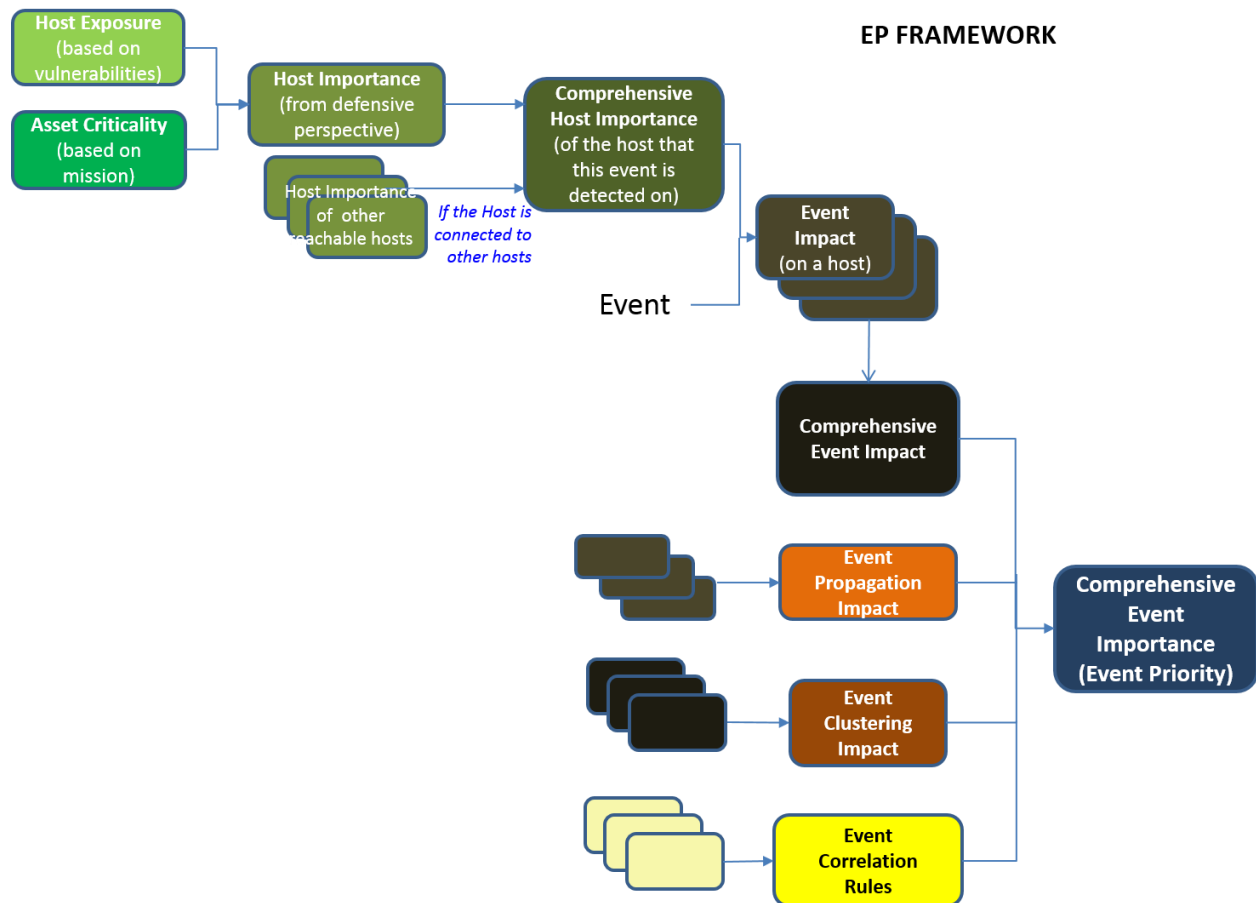 EP FRAMEWORK
Host Exposure
(based on
vulnerabilities)
Asset Criticality
(based on
mission)
Host Importance
(from defensive
perspective)
Host Importance
of other
reachable hosts
If the Host is
connected to
other hosts
Comprehensive
Host Importance
(of the host that
this event is
detected on)
Event
Event
Impact
(on a host)
Comprehensive
Event Impact
Event
Propagation
Impact
Event
Clustering
Impact
Event
Correlation
Rules
Comprehensive
Event
Importance
(Event Priority)